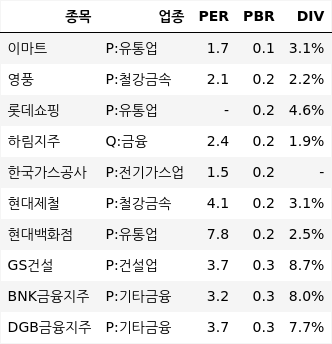 종목 업종 PER PBR DIV
이마트 P:유통업 1.7 0.1 3.1%
영풍 P:철강금속 2.1 0.2 2.2%
롯데쇼핑 P:유통업 - 0.2 4.6%
하림지주 Q:금융 2.4 0.2 1.9%
한국가스공사 P:전기가스업 1.5 0.2 -
현대제철 P:철강금속 4.1 0.2 3.1%
현대백화점 P:유통업 7.8 0.2 2.5%
GS건설 P:건설업 3.7 0.3 8.7%
BNK금융지주 P:기타금융 3.2 0.3 8.0%
DGB금융지주 P:기타금융 3.7 0.3 7.7%